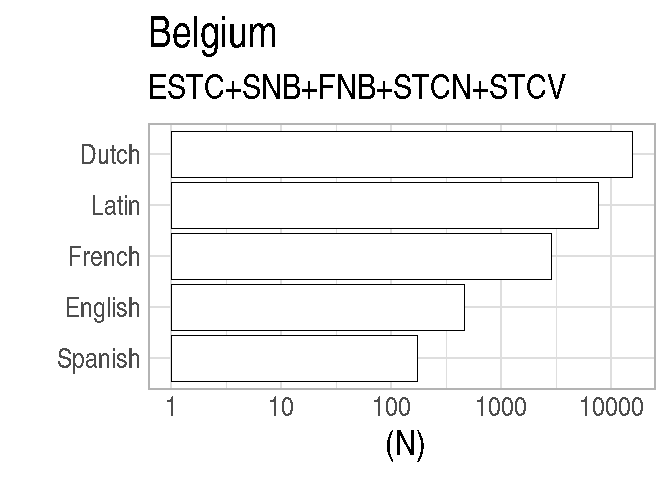 Belgium
ESTC+SNB+FNB+STCN+STCV
Dutch
Latin
French
English
Spanish
1 10 100 1000 10000
(N)